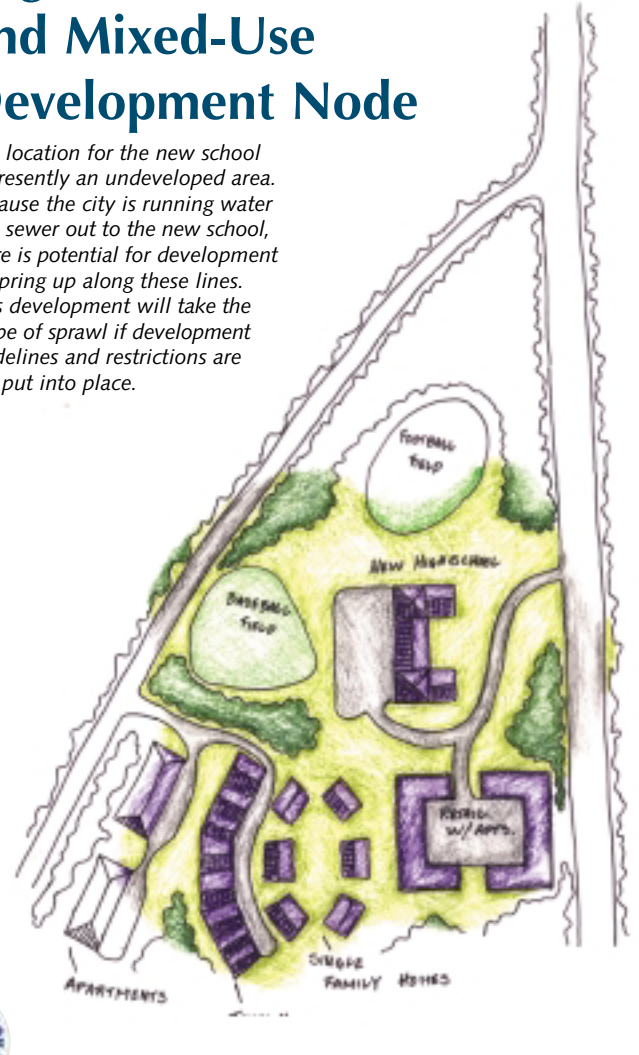 nd Mixed-Use
evelopment Node
location for the new school
resently an undeveloped area.
ause the city is running water
sewer out to the new school,
e is potential for development
pring up along these lines.
s development will take the
pe of sprawl if development
delines and restrictions are
put into place.
FOOTBALL
FIELD
NEW HIGHSCHOOL
BASEBALL
FIELD
RETAIL
W/ APTS.
SINGLE
FAMILY HOMES
APARTMENTS